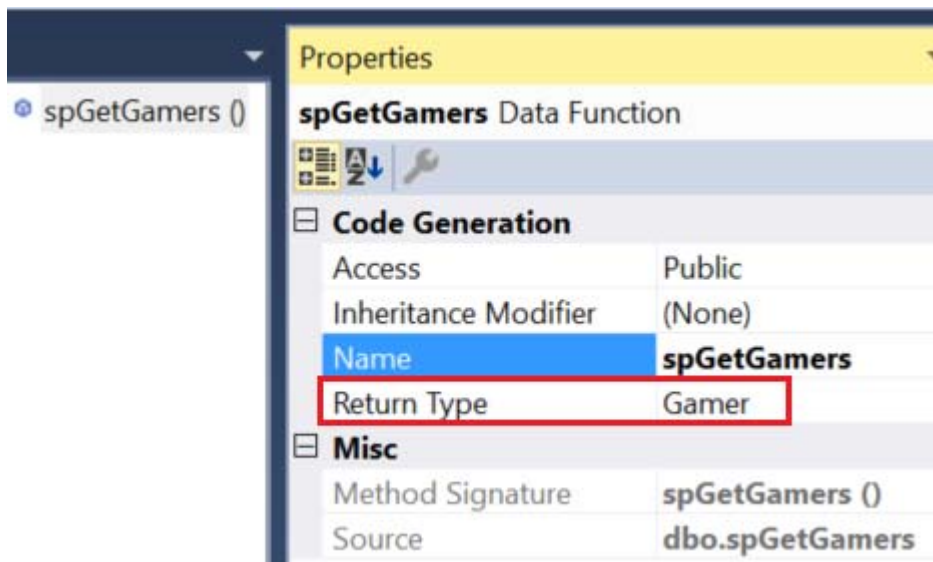 Properties
spGetGamers ()
spGetGamers Data Function
Code Generation
Access Public
Inheritance Modifier (None)
Name spGetGamers
Return Type Gamer
Misc
Method Signature spGetGamers ()
Source dbo.spGetGamers